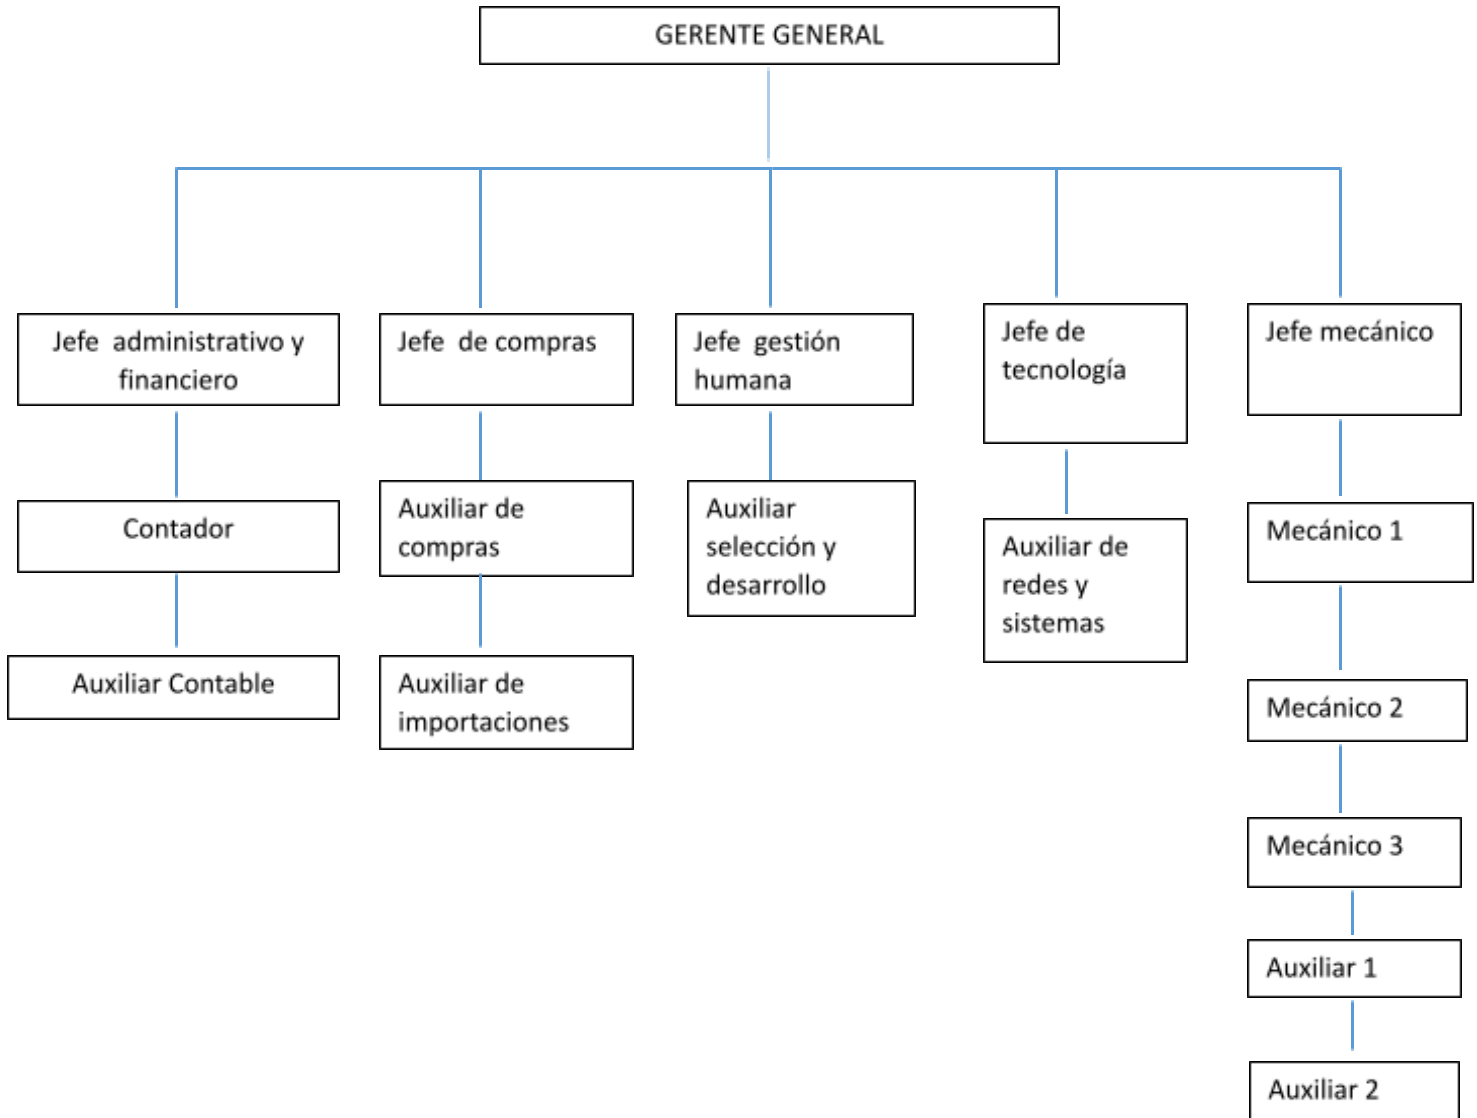 GERENTE GENERAL
Jefe administrativo y
financiero
Jefe de compras
Jefe gestión
humana
Jefe de
tecnología
Jefe mecánico
Contador
Auxiliar de
compras
Auxiliar
selección y
desarrollo
Auxiliar de
redes y
sistemas
Mecánico 1
Auxiliar Contable
Auxiliar de
importaciones
Mecánico 2
Mecánico 3
Auxiliar 1
Auxiliar 2